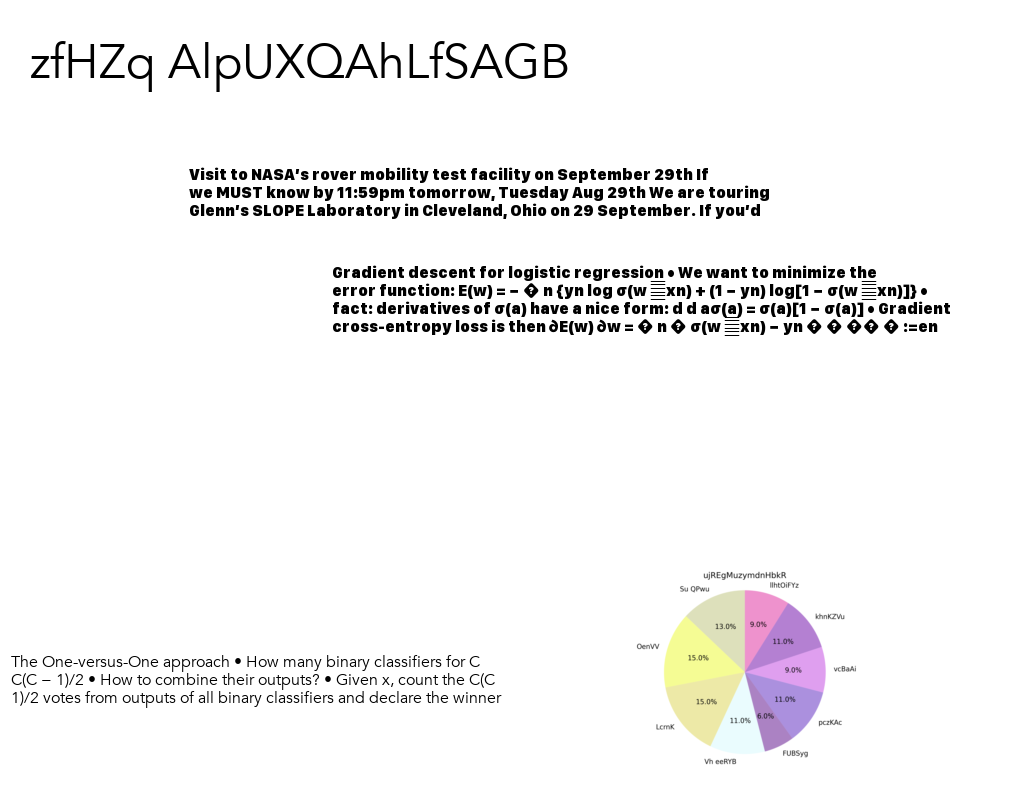 zfHZq AlpUXQAhLfSAGB
Visit to NASA's rover mobility test facility on September 29th If
we MUST know by 11:59pm tomorrow, Tuesday Aug 29th We are touring
Glenn's SLOPE Laboratory in Cleveland, Ohio on 29 September. If you'd
Gradient descent for logistic regression • We want to minimize the
error function: E(w) = − � n {yn log σ(w xn) + (1 − yn) log[1 − σ(w xn)]} •
fact: derivatives of σ(a) have a nice form: d d aσ(a) = σ(a)[1 − σ(a)] • Gradient
cross-entropy loss is then ∂E(w) ∂w = � n � σ(w xn) − yn � � �� � :=en
ujREgMuzymdnHbkR
Su QPwu
13.0%
OenVV
15.0%
LcrnK
15.0%
Vh eeRYB
11.0%
FUBSyg
6.0%
pczKAc
11.0%
vcBaAi
9.0%
khnKZVu
11.0%
9.0%
The One-versus-One approach • How many binary classifiers for C
C(C − 1)/2 • How to combine their outputs? • Given x, count the C(C
1)/2 votes from outputs of all binary classifiers and declare the winner